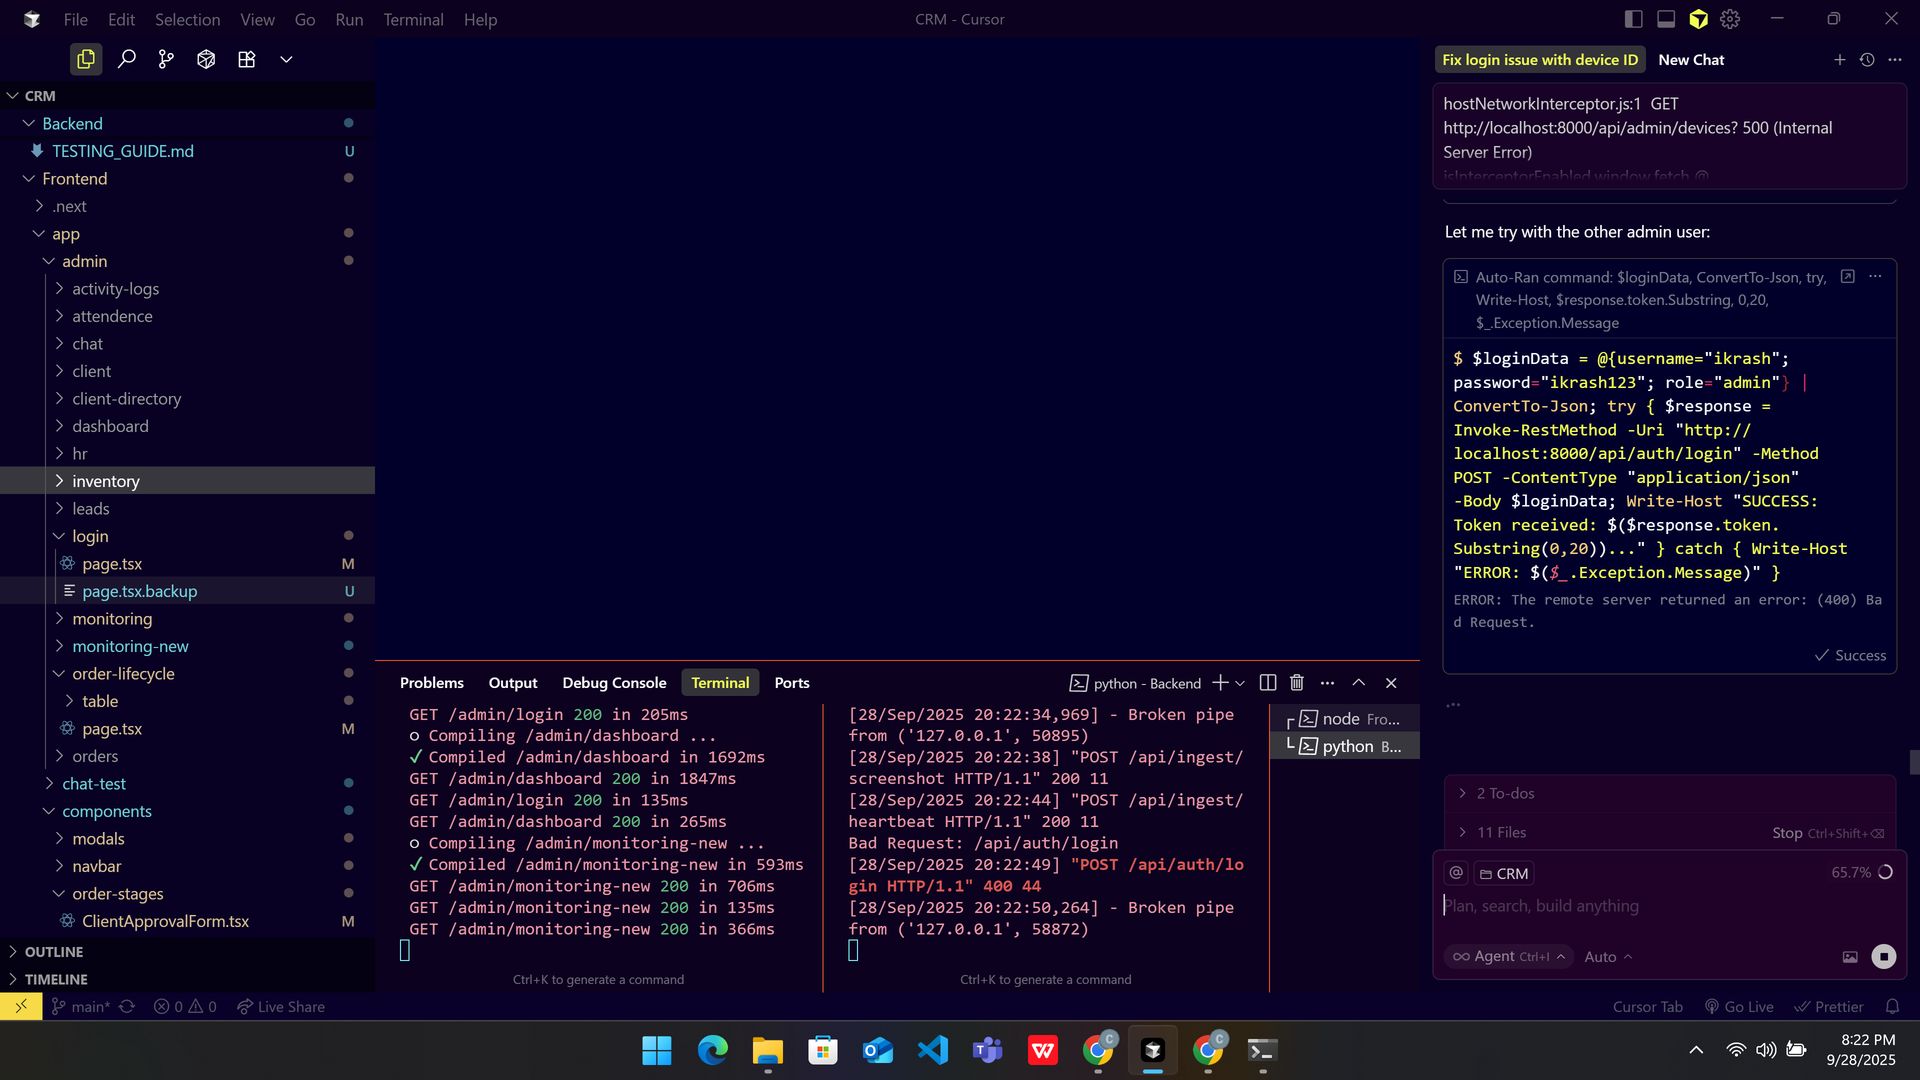 File Edit Selection View Go Run Terminal Help
CRM - Cursor
CRM
Backend
TESTING_GUIDE.md U
Frontend
.next
app
admin
activity-logs
attendence
chat
client
client-directory
dashboard
hr
inventory
leads
login
page.tsx M
page.tsx.backup U
monitoring
monitoring-new
order-lifecycle
table
page.tsx M
orders
chat-test
components
modals
navbar
order-stages
ClientApprovalForm.tsx M
OUTLINE
TIMELINE
Problems Output Debug Console Terminal Ports
python - Backend
GET /admin/login 200 in 205ms
○ Compiling /admin/dashboard ...
✓ Compiled /admin/dashboard in 1692ms
GET /admin/dashboard 200 in 1847ms
GET /admin/login 200 in 135ms
GET /admin/dashboard 200 in 265ms
○ Compiling /admin/monitoring-new ...
✓ Compiled /admin/monitoring-new in 593ms
GET /admin/monitoring-new 200 in 706ms
GET /admin/monitoring-new 200 in 135ms
GET /admin/monitoring-new 200 in 366ms
Ctrl+K to generate a command
[28/Sep/2025 20:22:34,969] - Broken pipe
from ('127.0.0.1', 50895)
[28/Sep/2025 20:22:38] "POST /api/ingest/
screenshot HTTP/1.1" 200 11
[28/Sep/2025 20:22:44] "POST /api/ingest/
heartbeat HTTP/1.1" 200 11
Bad Request: /api/auth/login
[28/Sep/2025 20:22:49] "POST /api/auth/lo
gin HTTP/1.1" 400 44
[28/Sep/2025 20:22:50,264] - Broken pipe
from ('127.0.0.1', 58872)
Ctrl+K to generate a command
node Fro...
python B...
Fix login issue with device ID New Chat
hostNetworkInterceptor.js:1 GET
http://localhost:8000/api/admin/devices? 500 (Internal
Server Error)
isInterceptorEnabled.window.fetch @
Let me try with the other admin user:
Auto-Ran command: $loginData, ConvertTo-Json, try,
Write-Host, $response.token.Substring, 0,20,
$_.Exception.Message
$ $loginData = @{username="ikrash";
password="ikrash123"; role="admin"} |
ConvertTo-Json; try { $response =
Invoke-RestMethod -Uri "http://
localhost:8000/api/auth/login" -Method
POST -ContentType "application/json"
-Body $loginData; Write-Host "SUCCESS:
Token received: $($response.token.
Substring(0,20))..." } catch { Write-Host
"ERROR: $($_.Exception.Message)" }
ERROR: The remote server returned an error: (400) Ba
d Request.
Success
2 To-dos
11 Files Stop Ctrl+Shift+⌫
@ CRM 65.7%
Plan, search, build anything
Agent Ctrl+I Auto
main* 0 0 Live Share
Cursor Tab Go Live Prettier
8:22 PM
9/28/2025